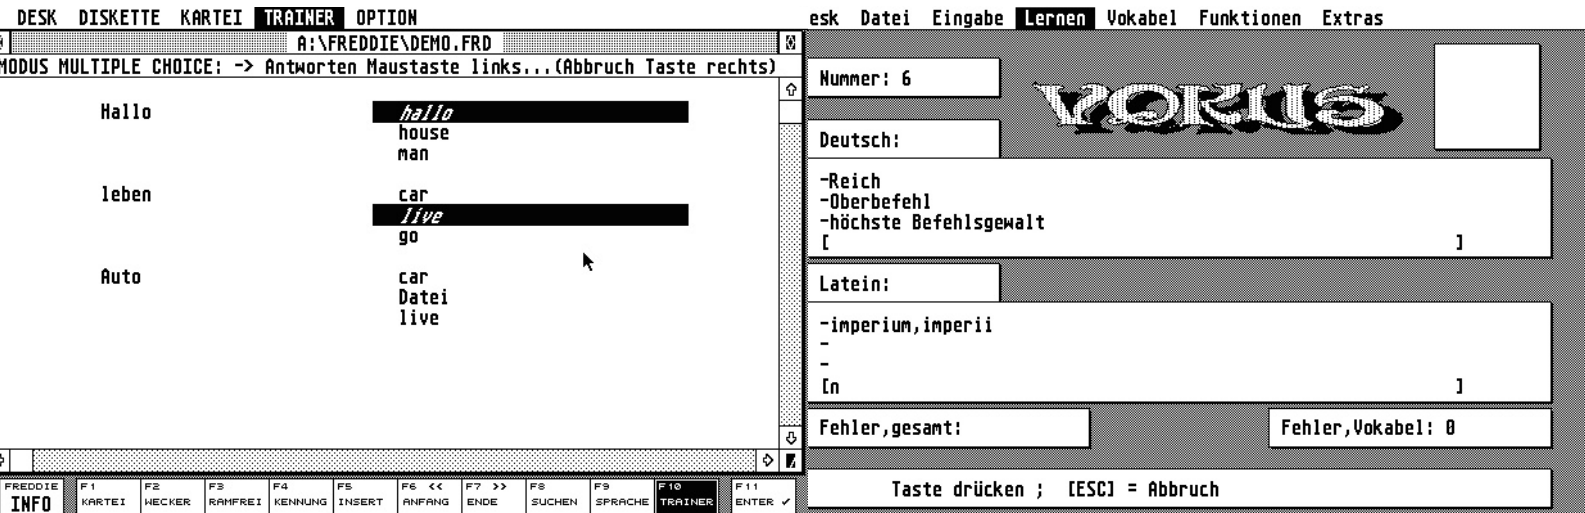 DESK DISKETTE KARTEI TRAINER OPTION
A:\FREDDIE\DEMO.FRD
MODUS MULTIPLE CHOICE: -> Antworten Maustaste links...(Abbruch Taste rechts)
Hallo hallo
house
man
leben car
live
go
Auto car
Datei
live
FREDDIE INFO
F1 KARTEI
F2 WECKER
F3 RAMFREI
F4 KENNUNG
F5 INSERT
F6 << ANFANG
F7 >> ENDE
F8 SUCHEN
F9 SPRACHE
F10 TRAINER
F11 ENTER ✓
esk Datei Eingabe Lernen Vokabel Funktionen Extras
Nummer: 6
VOKUS
Deutsch:
-Reich
-Oberbefehl
-höchste Befehlsgewalt
[ ]
Latein:
-imperium,imperii
-
-
[n ]
Fehler,gesamt: Fehler,Vokabel: 0
Taste drücken ; [ESC] = Abbruch